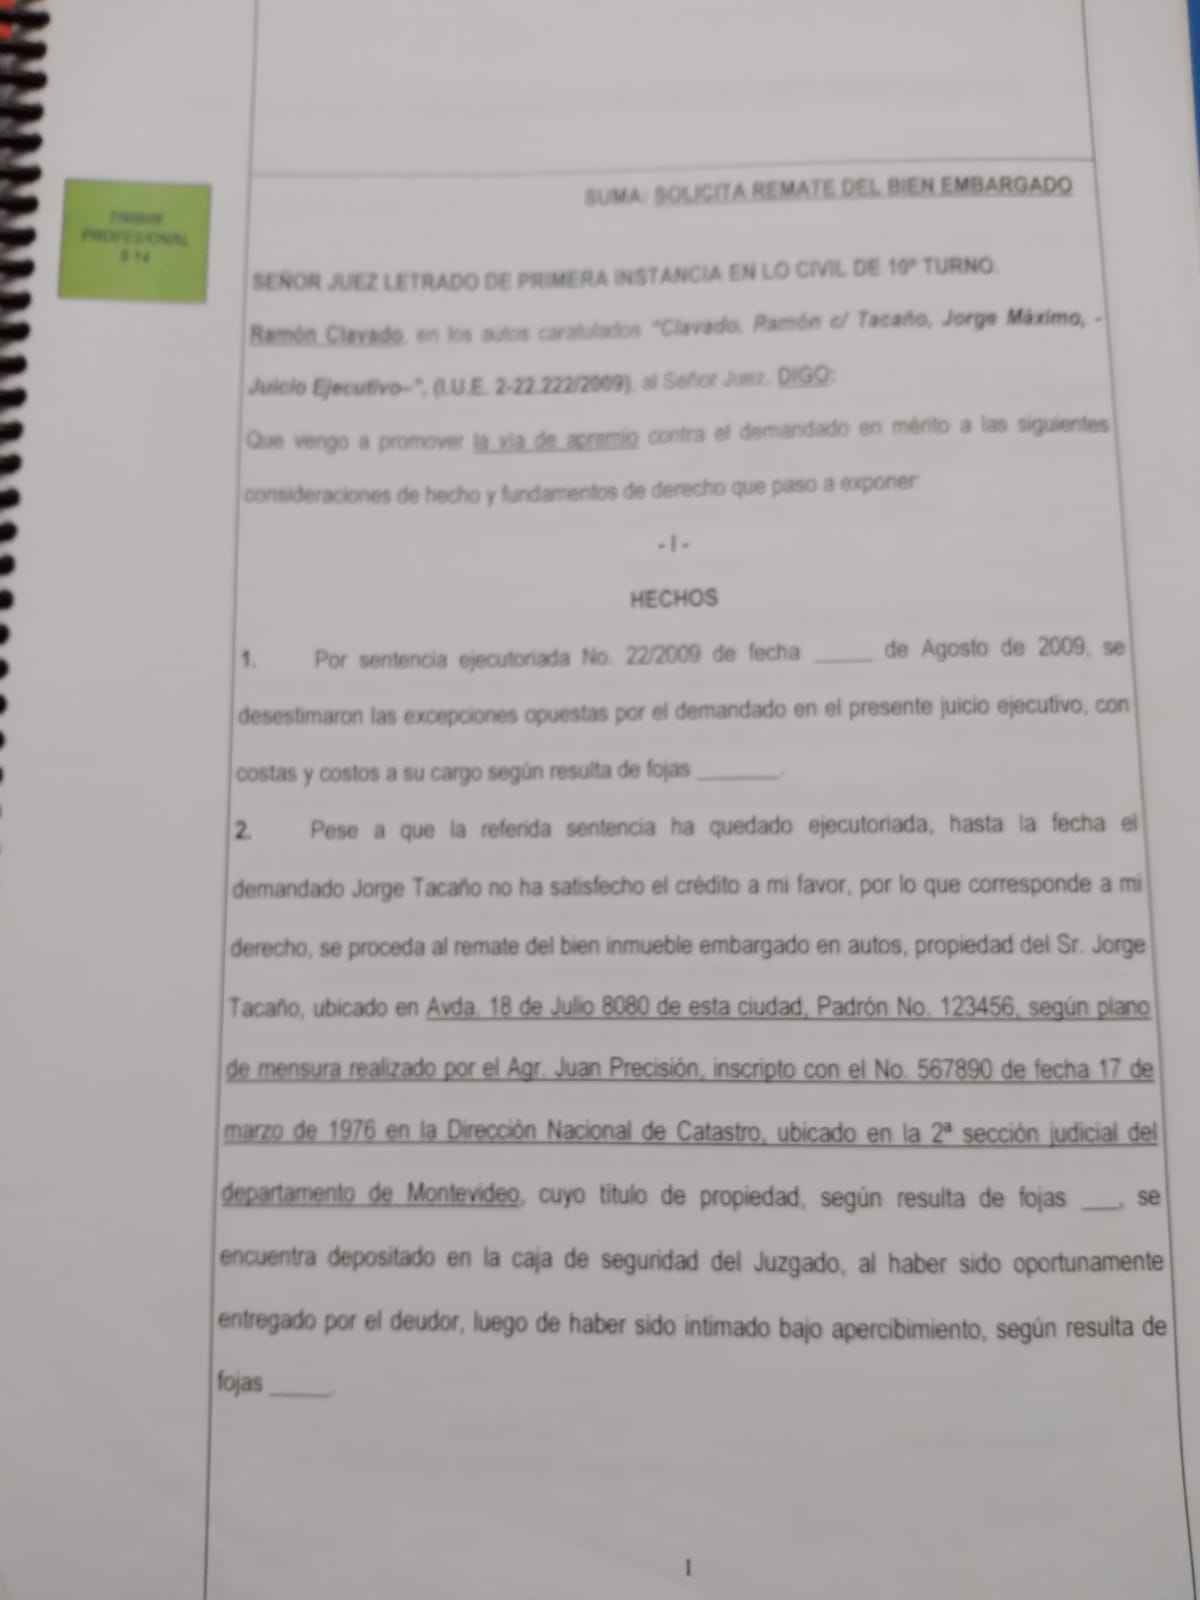 SUMA: SOLICITA REMATE DEL BIEN EMBARGADO
TIMBRE
PROFESIONAL
$ 14
SEÑOR JUEZ LETRADO DE PRIMERA INSTANCIA EN LO CIVIL DE 10º TURNO.
Ramón Clavado, en los autos caratulados “Clavado, Ramón c/ Tacaño, Jorge Máximo, -
Juicio Ejecutivo–”, (I.U.E. 2-22.222/2009), al Señor Juez, DIGO:
Que vengo a promover la vía de apremio contra el demandado en mérito a las siguientes
consideraciones de hecho y fundamentos de derecho que paso a exponer:
- I -
HECHOS
1. Por sentencia ejecutoriada No. 22/2009 de fecha _____ de Agosto de 2009, se
desestimaron las excepciones opuestas por el demandado en el presente juicio ejecutivo, con
costas y costos a su cargo según resulta de fojas _______.
2. Pese a que la referida sentencia ha quedado ejecutoriada, hasta la fecha el
demandado Jorge Tacaño no ha satisfecho el crédito a mi favor, por lo que corresponde a mi
derecho, se proceda al remate del bien inmueble embargado en autos, propiedad del Sr. Jorge
Tacaño, ubicado en Avda. 18 de Julio 8080 de esta ciudad, Padrón No. 123456, según plano
de mensura realizado por el Agr. Juan Precisión, inscripto con el No. 567890 de fecha 17 de
marzo de 1976 en la Dirección Nacional de Catastro, ubicado en la 2ª sección judicial del
departamento de Montevideo, cuyo título de propiedad, según resulta de fojas ___, se
encuentra depositado en la caja de seguridad del Juzgado, al haber sido oportunamente
entregado por el deudor, luego de haber sido intimado bajo apercibimiento, según resulta de
fojas _____.
1